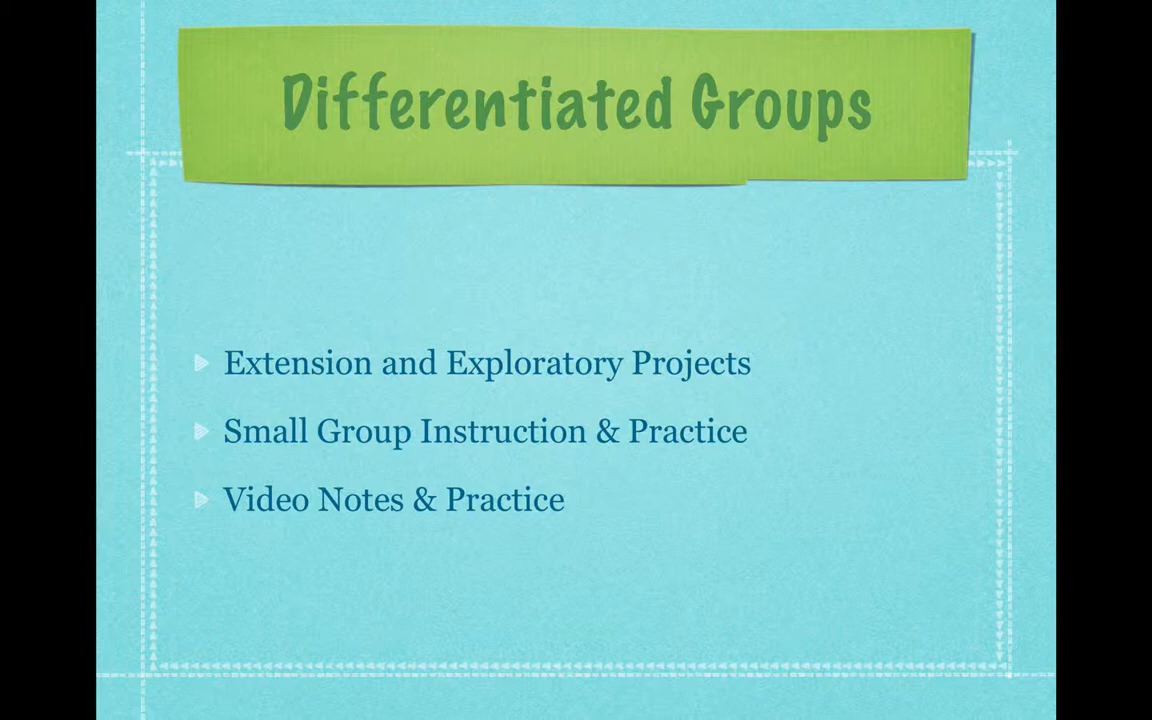 Differentiated Groups
Extension and Exploratory Projects
Small Group Instruction & Practice
Video Notes & Practice